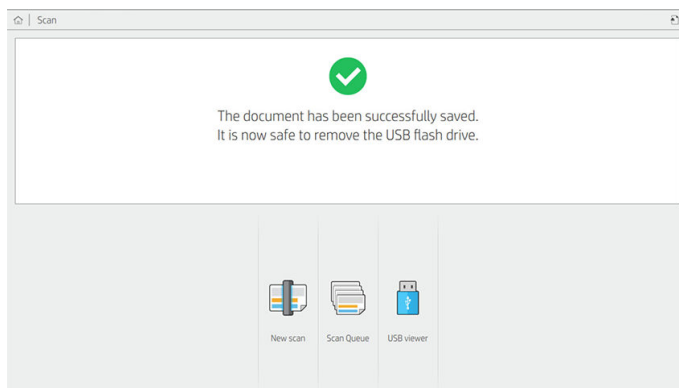 Scan
The document has been successfully saved.
It is now safe to remove the USB flash drive.
New scan
Scan Queue
USB viewer